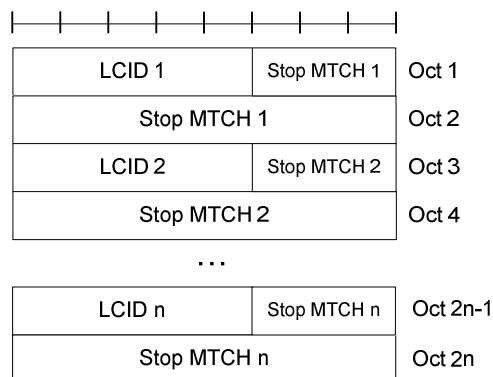 LCID 1 Stop MTCH 1 Oct 1
Stop MTCH 1 Oct 2
LCID 2 Stop MTCH 2 Oct 3
Stop MTCH 2 Oct 4
...
LCID n Stop MTCH n Oct 2n-1
Stop MTCH n Oct 2n